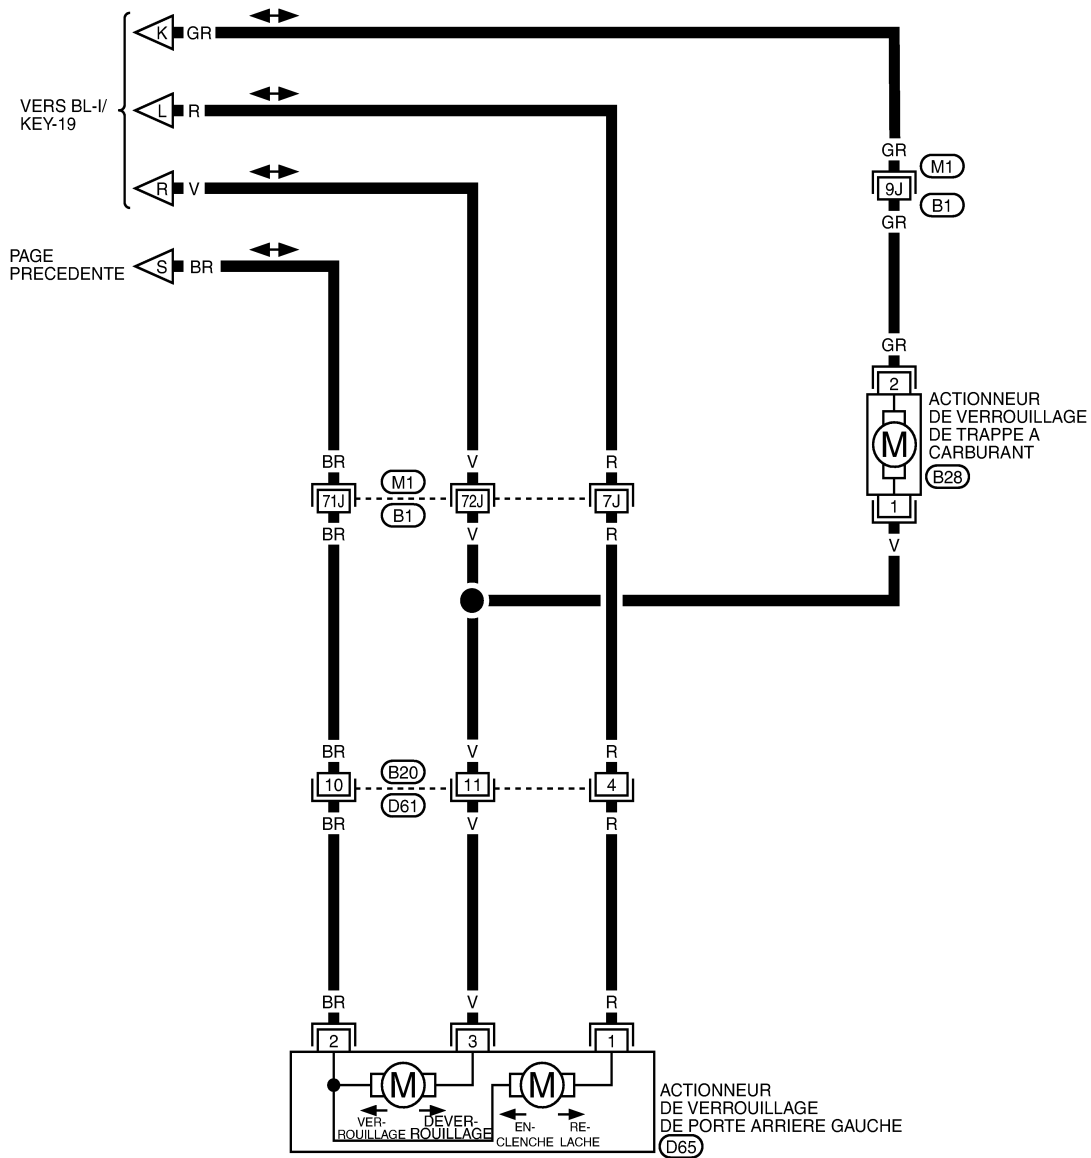 K GR
VERS BL-I/
KEY-19
L R
R V
PAGE
PRECEDENTE
S BR
GR
M1
9J
B1
GR
GR
2
ACTIONNEUR
DE VERROUILLAGE
DE TRAPPE A
CARBURANT
M
B28
1
V
BR V R
M1
71J 72J 7J
B1
BR V R
BR V R
B20
10 11 4
D61
BR V R
BR V R
2 3 1
M M
ACTIONNEUR
DE VERROUILLAGE
DE PORTE ARRIERE GAUCHE
D65
VER-
ROUILLAGE
DEVER-
ROUILLAGE
EN-
CLENCHE
RE-
LACHE